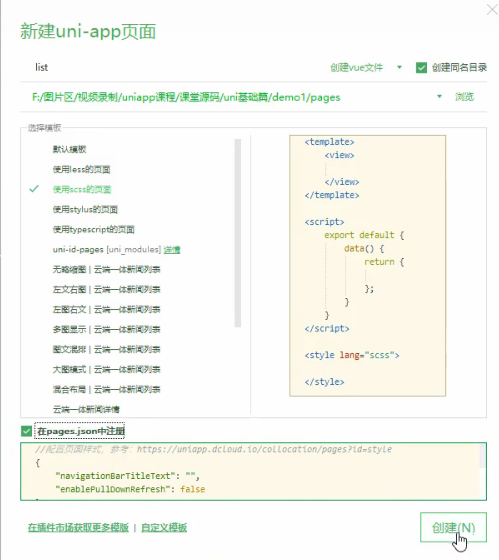 新建uni-app页面
list 创建vue文件 创建同名目录
F:/图片区/视频录制/uniapp课程/课堂源码/uni基础篇/demo1/pages 浏览
选择模板
默认模板
使用less的页面
使用scss的页面
使用stylus的页面
使用typescript的页面
uni-id-pages [uni_modules] 详情
无略缩图 | 云端一体新闻列表
左文右图 | 云端一体新闻列表
左图右文 | 云端一体新闻列表
多图显示 | 云端一体新闻列表
图文混排 | 云端一体新闻列表
大图模式 | 云端一体新闻列表
混合布局 | 云端一体新闻列表
云端一体新闻详情
<template>
<view>
</view>
</template>
<script>
export default {
data() {
return {
};
}
}
</script>
<style lang="scss">
</style>
在pages.json中注册
//配置页面样式，参考：https://uniapp.dcloud.io/collocation/pages?id=style
{
"navigationBarTitleText": "",
"enablePullDownRefresh": false
在插件市场获取更多模版 | 自定义模板
创建(N)